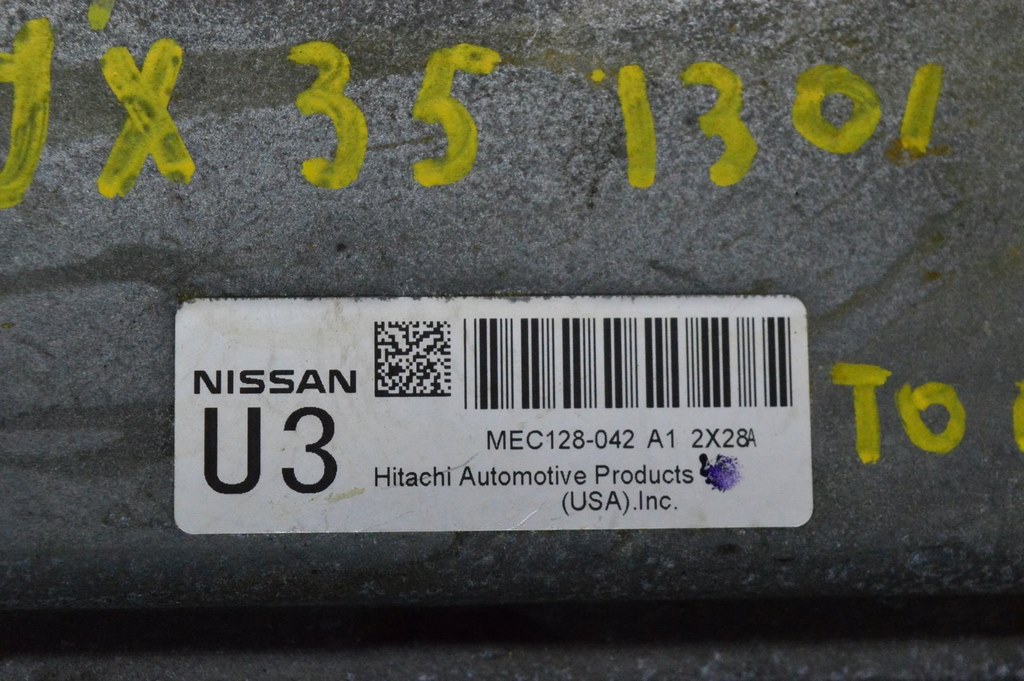 X 35 1301
NISSAN
U3
MEC128-042 A1 2X28A
Hitachi Automotive Products
(USA).Inc.
TO